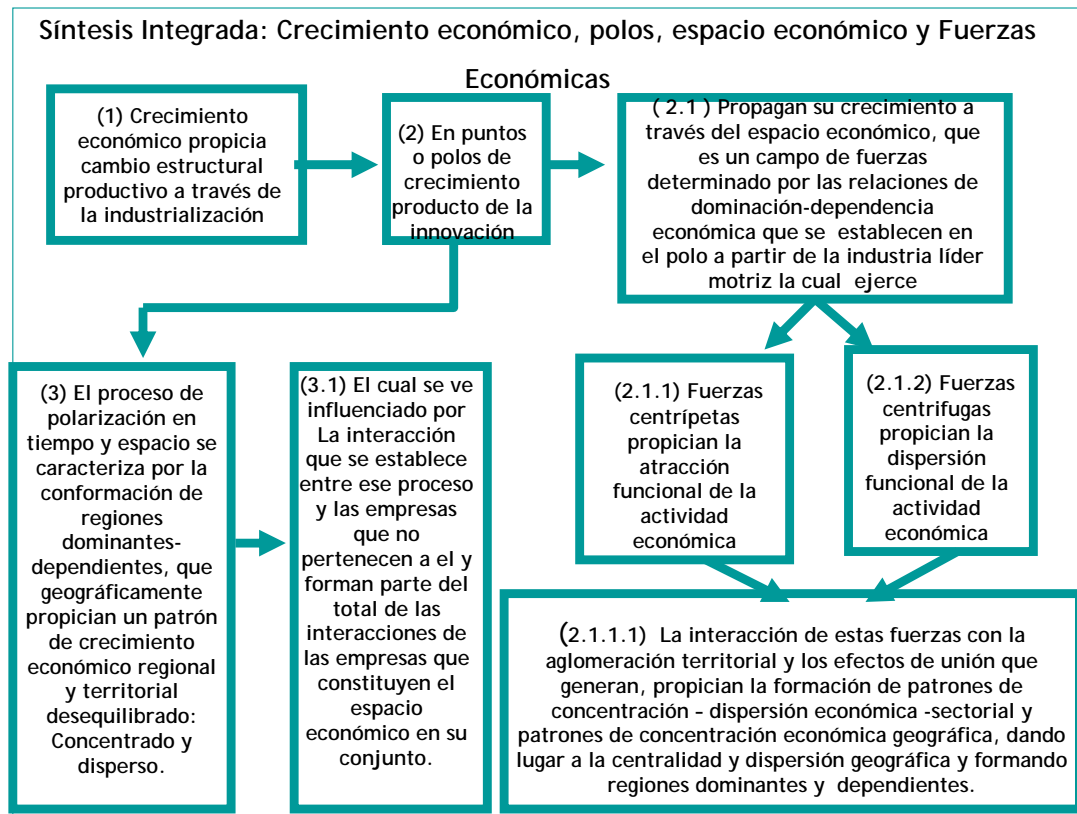 Síntesis Integrada: Crecimiento económico, polos, espacio económico y Fuerzas
Económicas
(1) Crecimiento
económico propicia
cambio estructural
productivo a través de
la industrialización
(2) En puntos
o polos de
crecimiento
producto de la
innovación
( 2.1 ) Propagan su crecimiento a
través del espacio económico, que
es un campo de fuerzas
determinado por las relaciones de
dominación-dependencia
económica que se establecen en
el polo a partir de la industria líder
motriz la cual ejerce
(3) El proceso de
polarización en
tiempo y espacio se
caracteriza por la
conformación de
regiones
dominantes-
dependientes, que
geográficamente
propician un patrón
de crecimiento
económico regional
y territorial
desequilibrado:
Concentrado y
disperso.
(3.1) El cual se ve
influenciado por
La interacción
que se establece
entre ese proceso
y las empresas
que no
pertenecen a el y
forman parte del
total de las
interacciones de
las empresas que
constituyen el
espacio
económico en su
conjunto.
(2.1.1) Fuerzas
centrípetas
propician la
atracción
funcional de la
actividad
económica
(2.1.2) Fuerzas
centrifugas
propician la
dispersión
funcional de la
actividad
económica
(2.1.1.1) La interacción de estas fuerzas con la
aglomeración territorial y los efectos de unión que
generan, propician la formación de patrones de
concentración – dispersión económica -sectorial y
patrones de concentración económica geográfica, dando
lugar a la centralidad y dispersión geográfica y formando
regiones dominantes y dependientes.